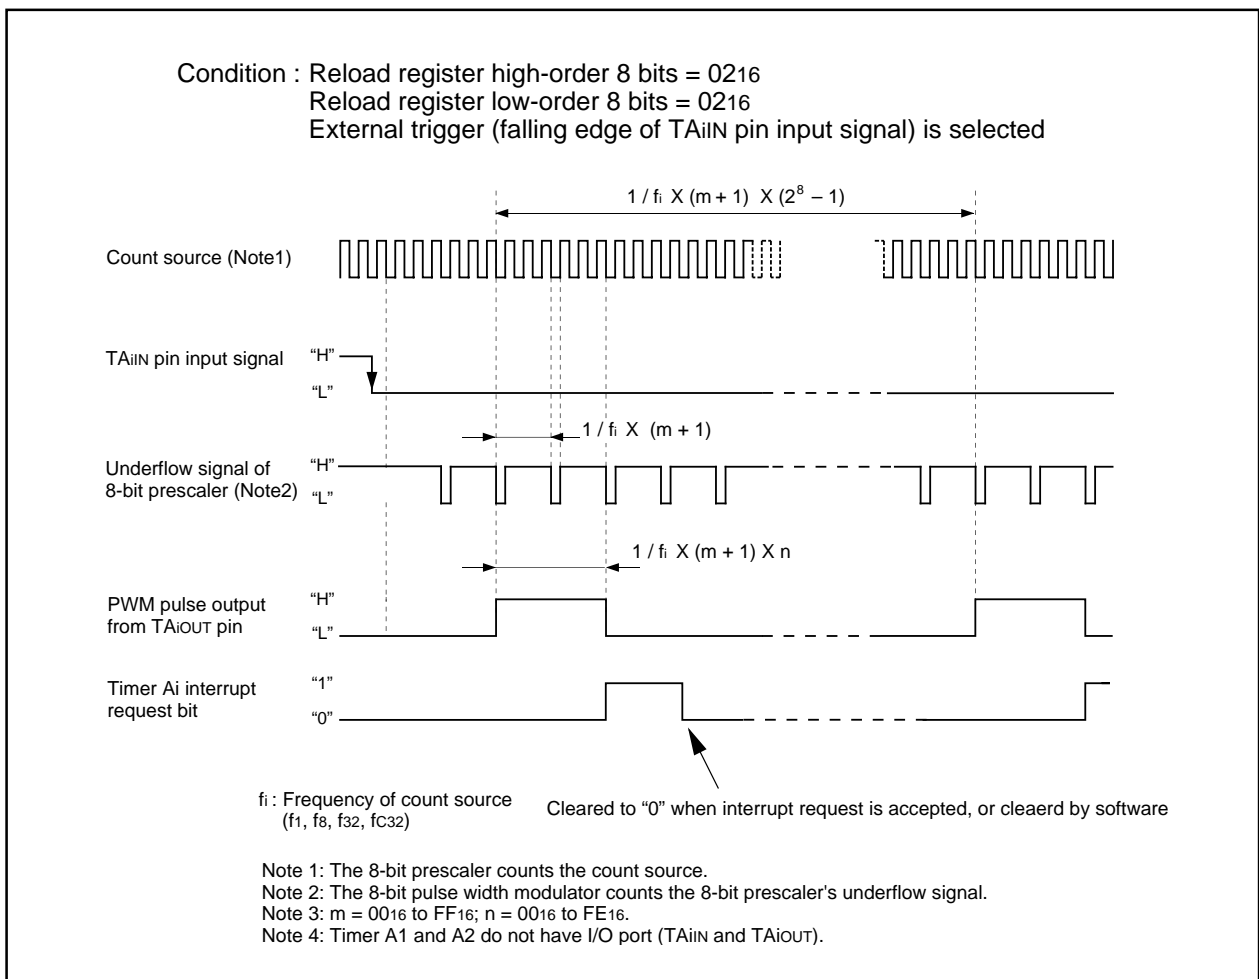 Condition : Reload register high-order 8 bits = 0216
Reload register low-order 8 bits = 0216
External trigger (falling edge of TAiIN pin input signal) is selected
1 / fi X (m + 1) X (2^8 – 1)
Count source (Note1)
TAiIN pin input signal
“H”
“L”
1 / fi X (m + 1)
Underflow signal of
8-bit prescaler (Note2)
“H”
“L”
1 / fi X (m + 1) X n
PWM pulse output
from TAiOUT pin
“H”
“L”
Timer Ai interrupt
request bit
“1”
“0”
fi : Frequency of count source
(f1, f8, f32, fC32)
Cleared to “0” when interrupt request is accepted, or cleaerd by software
Note 1: The 8-bit prescaler counts the count source.
Note 2: The 8-bit pulse width modulator counts the 8-bit prescaler's underflow signal.
Note 3: m = 0016 to FF16; n = 0016 to FE16.
Note 4: Timer A1 and A2 do not have I/O port (TAiIN and TAiOUT).